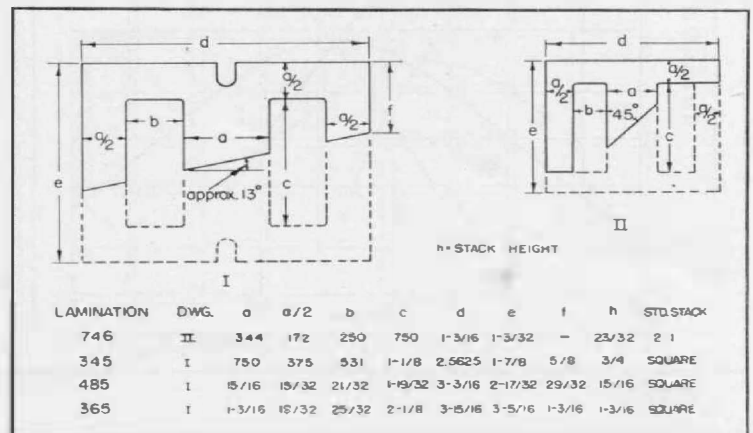 d
a/2
f
a/2
b
a
a/2
e
c
approx. 13°
I
d
a/2
a/2
a
b
45°
e
c
a/2
II
h=STACK HEIGHT
LAMINATION DWG. a a/2 b c d e f h STD.STACK
746 II 344 172 250 750 1-3/16 1-3/32 – 23/32 2 1
345 I 750 375 531 1-1/8 2.5625 1-7/8 5/8 3/4 SQUARE
485 I 15/16 15/32 21/32 1-19/32 3-3/16 2-17/32 29/32 15/16 SQUARE
365 I 1-3/16 19/32 25/32 2-1/8 3-15/16 3-5/16 1-3/16 1-3/16 SQUARE